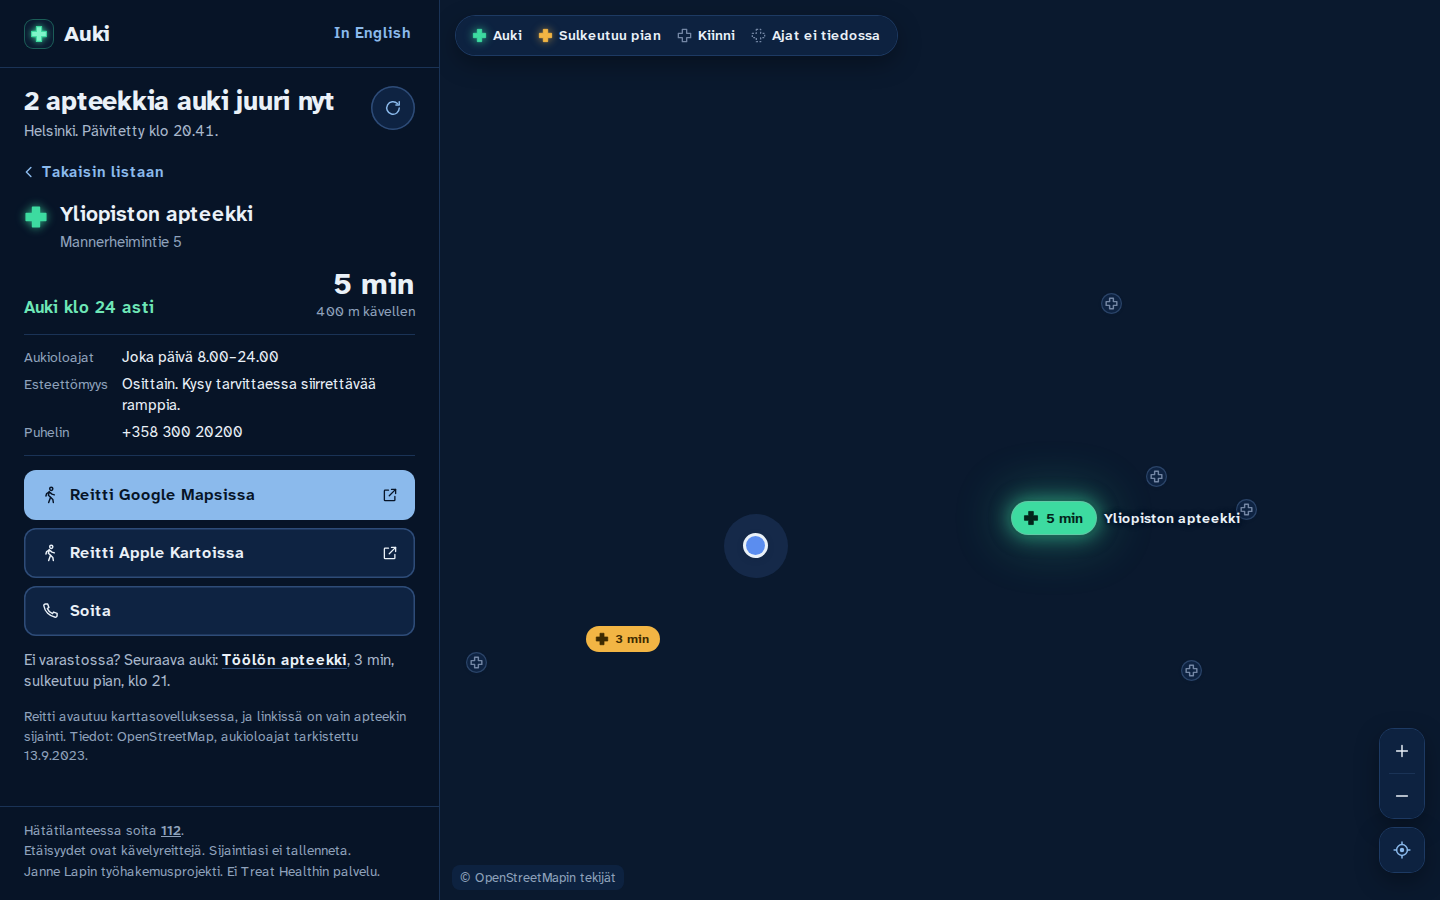 Auki
In English
2 apteekkia auki juuri nyt
Helsinki. Päivitetty klo 20.41.
Takaisin listaan
Yliopiston apteekki
Mannerheimintie 5
Auki klo 24 asti
5 min
400 m kävellen
Aukioloajat
Joka päivä 8.00–24.00
Esteettömyys
Osittain. Kysy tarvittaessa siirrettävää
ramppia.
Puhelin
+358 300 20200
Reitti Google Mapsissa
Reitti Apple Kartoissa
Soita
Ei varastossa? Seuraava auki: Töölön apteekki, 3 min,
sulkeutuu pian, klo 21.
Reitti avautuu karttasovelluksessa, ja linkissä on vain apteekin
sijainti. Tiedot: OpenStreetMap, aukioloajat tarkistettu
13.9.2023.
Hätätilanteessa soita 112.
Etäisyydet ovat kävelyreittejä. Sijaintiasi ei tallenneta.
Janne Lapin työhakemusprojekti. Ei Treat Healthin palvelu.
Auki
Sulkeutuu pian
Kiinni
Ajat ei tiedossa
5 min
Yliopiston apteekki
3 min
+
−
© OpenStreetMapin tekijät